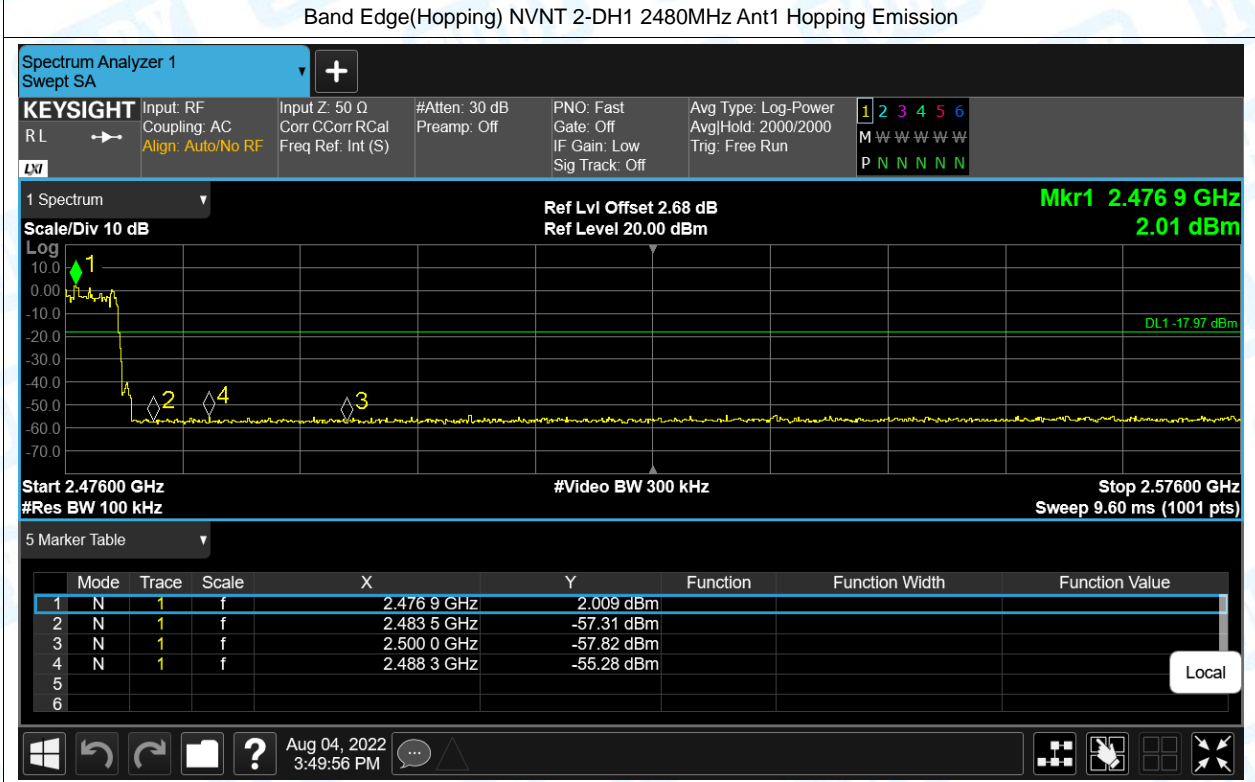 Band Edge(Hopping) NVNT 2-DH1 2480MHz Ant1 Hopping Emission
Spectrum Analyzer 1
Swept SA
+
KEYSIGHT
RL
LXI
Input: RF
Coupling: AC
Align: Auto/No RF
Input Z: 50 Ω
Corr CCorr RCal
Freq Ref: Int (S)
#Atten: 30 dB
Preamp: Off
PNO: Fast
Gate: Off
IF Gain: Low
Sig Track: Off
Avg Type: Log-Power
Avg|Hold: 2000/2000
Trig: Free Run
1 2 3 4 5 6
M W W W W W
P N N N N N
1 Spectrum
Scale/Div 10 dB
Ref Lvl Offset 2.68 dB
Ref Level 20.00 dBm
Mkr1 2.476 9 GHz
2.01 dBm
Log
10.0
0.00
-10.0
-20.0
-30.0
-40.0
-50.0
-60.0
-70.0
1
2
4
3
DL1 -17.97 dBm
Start 2.47600 GHz
#Video BW 300 kHz
Stop 2.57600 GHz
#Res BW 100 kHz
Sweep 9.60 ms (1001 pts)
5 Marker Table
Mode Trace Scale X Y Function Function Width Function Value
1 N 1 f 2.476 9 GHz 2.009 dBm
2 N 1 f 2.483 5 GHz -57.31 dBm
3 N 1 f 2.500 0 GHz -57.82 dBm
4 N 1 f 2.488 3 GHz -55.28 dBm
5
6
Local
?
Aug 04, 2022
3:49:56 PM